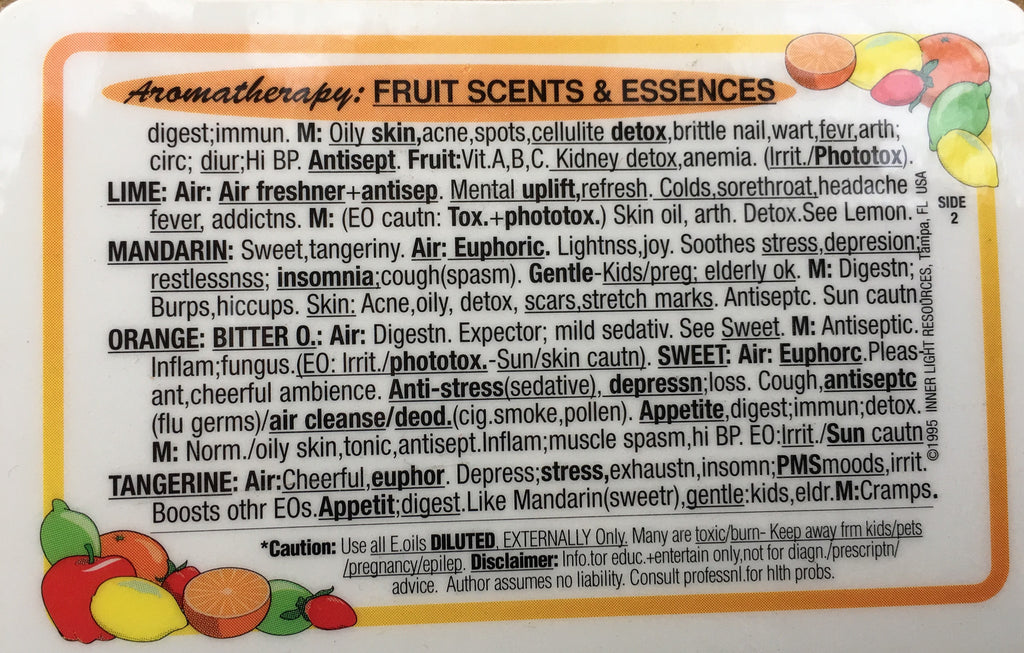 Aromatherapy: FRUIT SCENTS & ESSENCES
digest;immun. M: Oily skin,acne,spots,cellulite detox,brittle nail,wart,fevr,arth;
circ; diur;Hi BP. Antisept. Fruit:Vit.A,B,C. Kidney detox,anemia. (Irrit./Phototox).
LIME: Air: Air freshner+antisep. Mental uplift,refresh. Colds,sorethroat,headache
fever, addictns. M: (EO cautn: Tox.+phototox.) Skin oil, arth. Detox.See Lemon.
MANDARIN: Sweet,tangeriny. Air: Euphoric. Lightnss,joy. Soothes stress,depresion;
restlessnss; insomnia;cough(spasm). Gentle-Kids/preg; elderly ok. M: Digestn;
Burps,hiccups. Skin: Acne,oily, detox, scars,stretch marks. Antiseptc. Sun cautn
ORANGE: BITTER O.: Air: Digestn. Expector; mild sedativ. See Sweet. M: Antiseptic.
Inflam;fungus.(EO: Irrit./phototox.-Sun/skin cautn). SWEET: Air: Euphorc.Pleas-
ant,cheerful ambience. Anti-stress(sedative), depressn;loss. Cough,antiseptc
(flu germs)/air cleanse/deod.(cig.smoke,pollen). Appetite,digest;immun;detox.
M: Norm./oily skin,tonic,antisept.Inflam;muscle spasm,hi BP. EO:Irrit./Sun cautn
TANGERINE: Air:Cheerful,euphor. Depress;stress,exhaustn,insomn;PMSmoods,irrit.
Boosts othr EOs.Appetit;digest.Like Mandarin(sweetr),gentle:kids,eldr.M:Cramps.
*Caution: Use all E.oils DILUTED, EXTERNALLY Only. Many are toxic/burn- Keep away frm kids/pets
/pregnancy/epilep. Disclaimer: Info.tor educ.+entertain only,not for diagn./prescriptn/
advice. Author assumes no liability. Consult professnl.for hlth probs.
SIDE
2
©1995 INNER LIGHT RESOURCES, Tampa, FL USA